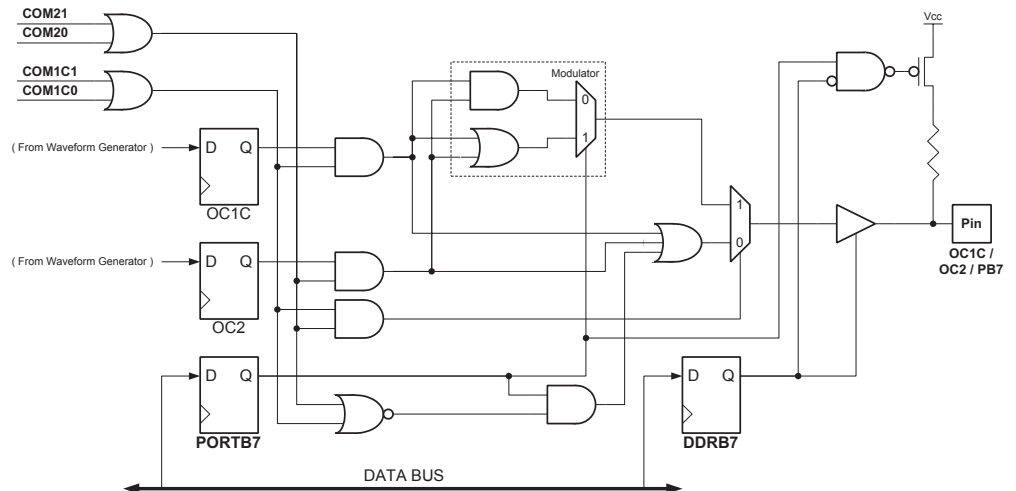 COM21
COM20
COM1C1
COM1C0
Vcc
Modulator
0
1
( From Waveform Generator )
D Q
OC1C
1
0
Pin
OC1C /
OC2 / PB7
( From Waveform Generator )
D Q
OC2
D Q
PORTB7
D Q
DDRB7
DATA BUS